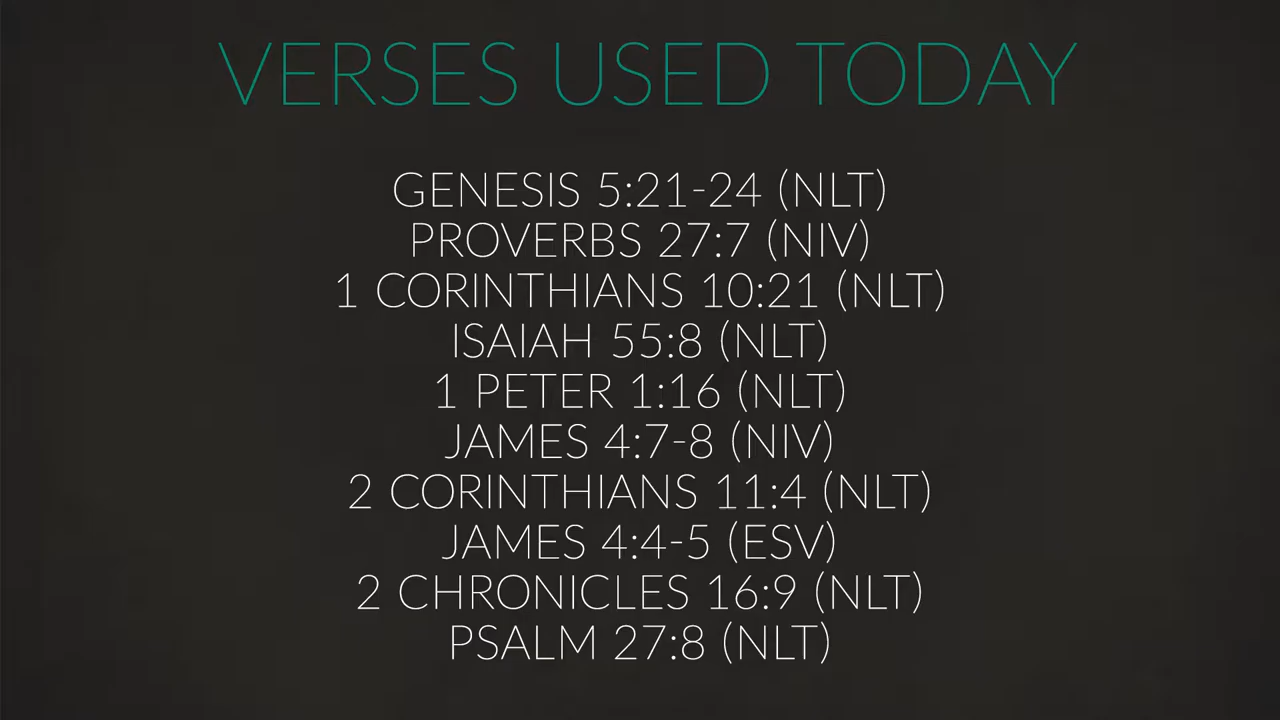 VERSES USED TODAY
GENESIS 5:21-24 (NLT)
PROVERBS 27:7 (NIV)
1 CORINTHIANS 10:21 (NLT)
ISAIAH 55:8 (NLT)
1 PETER 1:16 (NLT)
JAMES 4:7-8 (NIV)
2 CORINTHIANS 11:4 (NLT)
JAMES 4:4-5 (ESV)
2 CHRONICLES 16:9 (NLT)
PSALM 27:8 (NLT)